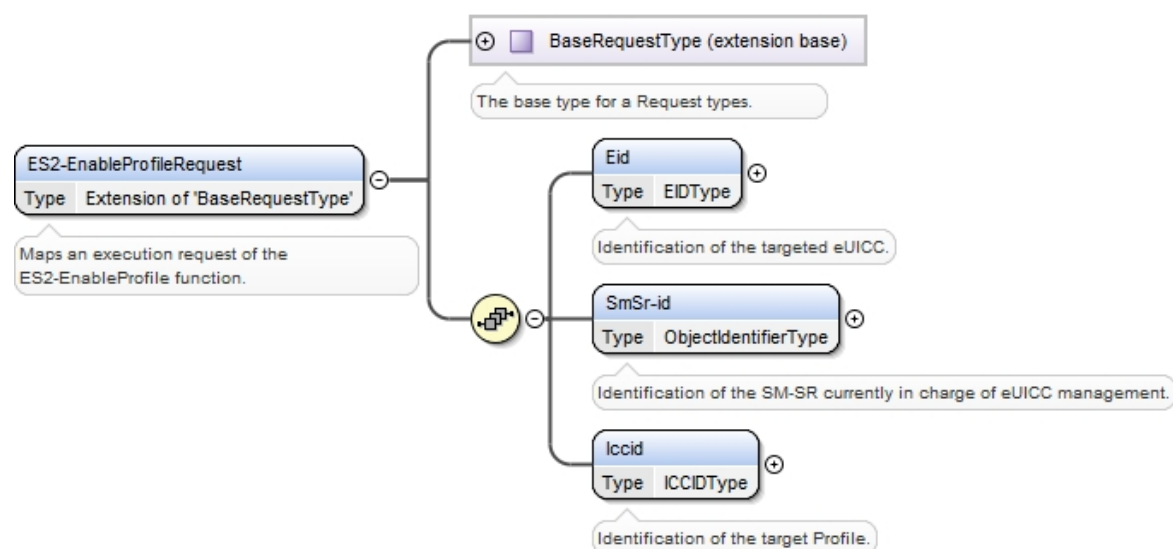 BaseRequestType (extension base)
The base type for a Request types.
ES2-EnableProfileRequest
Type Extension of 'BaseRequestType'
Maps an execution request of the
ES2-EnableProfile function.
Eid
Type EIDType
Identification of the targeted eUICC.
SmSr-id
Type ObjectIdentifierType
Identification of the SM-SR currently in charge of eUICC management.
Iccid
Type ICCIDType
Identification of the target Profile.